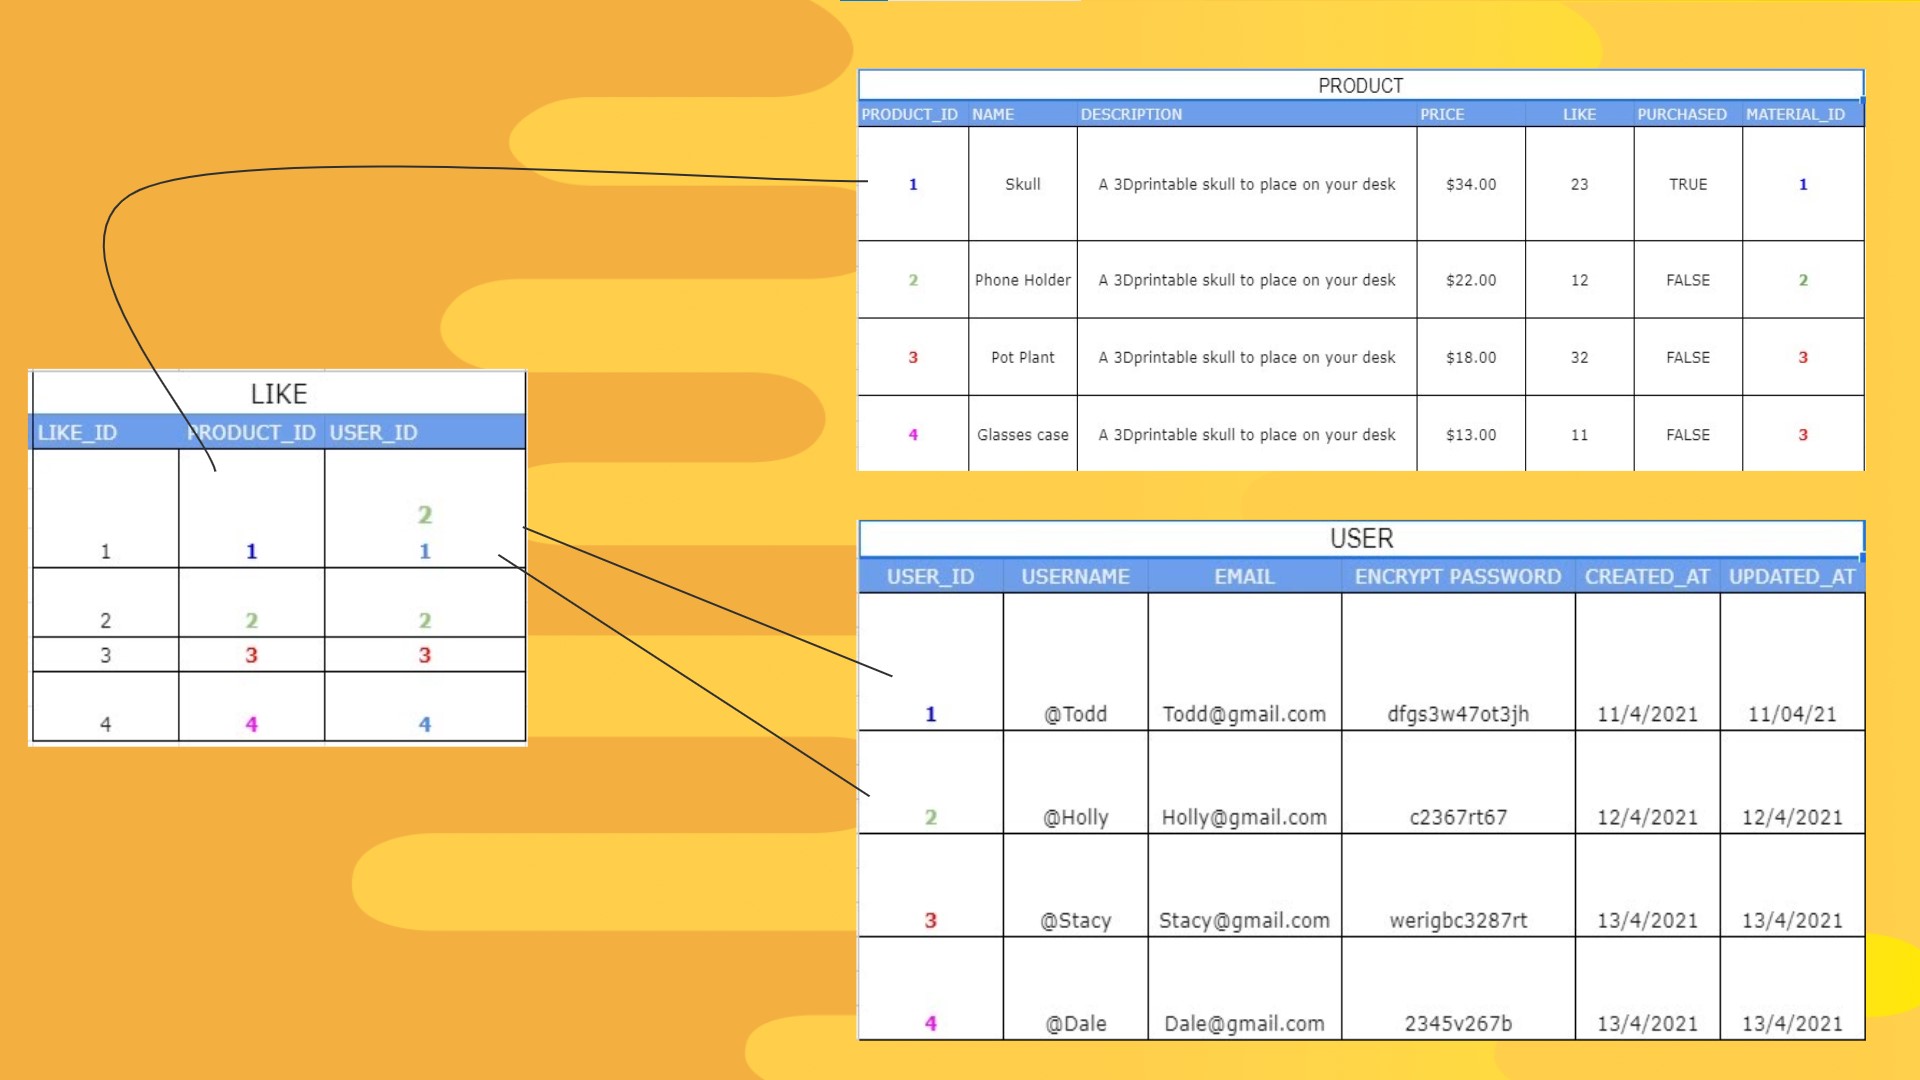 PRODUCT
PRODUCT_ID NAME DESCRIPTION PRICE LIKE PURCHASED MATERIAL_ID
1 Skull A 3Dprintable skull to place on your desk $34.00 23 TRUE 1
2 Phone Holder A 3Dprintable skull to place on your desk $22.00 12 FALSE 2
3 Pot Plant A 3Dprintable skull to place on your desk $18.00 32 FALSE 3
4 Glasses case A 3Dprintable skull to place on your desk $13.00 11 FALSE 3
LIKE
LIKE_ID PRODUCT_ID USER_ID
2
1 1 1
2 2 2
3 3 3
4 4 4
USER
USER_ID USERNAME EMAIL ENCRYPT PASSWORD CREATED_AT UPDATED_AT
1 @Todd Todd@gmail.com dfgs3w47ot3jh 11/4/2021 11/04/21
2 @Holly Holly@gmail.com c2367rt67 12/4/2021 12/4/2021
3 @Stacy Stacy@gmail.com werigbc3287rt 13/4/2021 13/4/2021
4 @Dale Dale@gmail.com 2345v267b 13/4/2021 13/4/2021